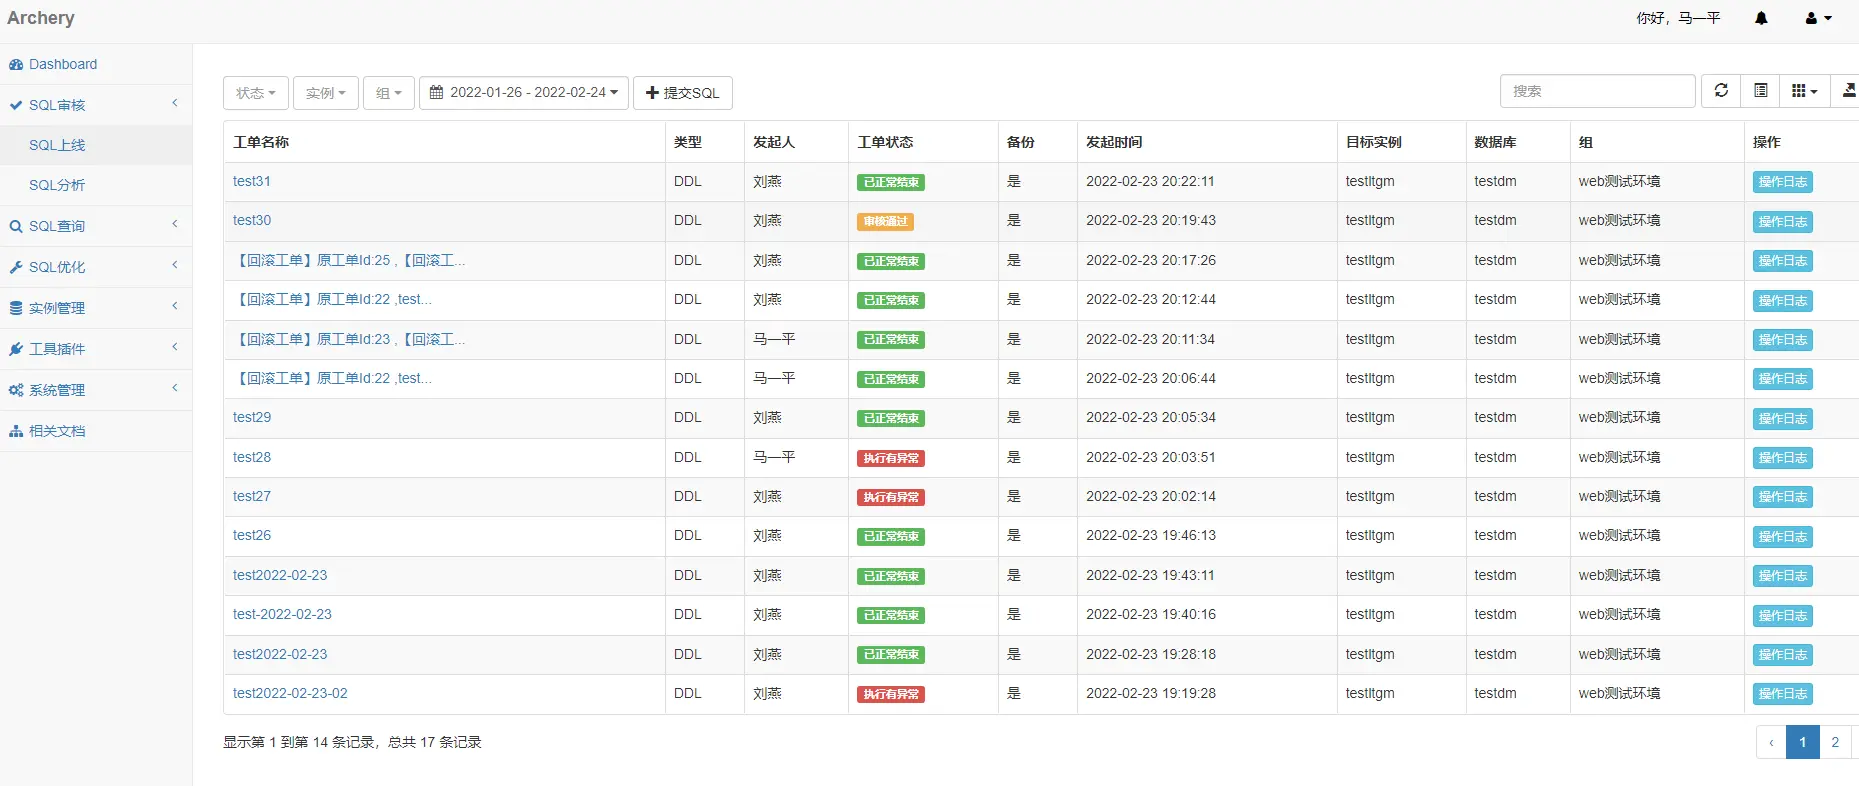 Archery
你好，马一平
Dashboard
SQL审核
SQL上线
SQL分析
SQL查询
SQL优化
实例管理
工具插件
系统管理
相关文档
状态 实例 组 2022-01-26 - 2022-02-24 提交SQL 搜索
工单名称 类型 发起人 工单状态 备份 发起时间 目标实例 数据库 组 操作
test31 DDL 刘燕 已正常结束 是 2022-02-23 20:22:11 testltgm testdm web测试环境 操作日志
test30 DDL 刘燕 审核通过 是 2022-02-23 20:19:43 testltgm testdm web测试环境 操作日志
【回滚工单】原工单Id:25 ,【回滚工... DDL 刘燕 已正常结束 是 2022-02-23 20:17:26 testltgm testdm web测试环境 操作日志
【回滚工单】原工单Id:22 ,test... DDL 刘燕 已正常结束 是 2022-02-23 20:12:44 testltgm testdm web测试环境 操作日志
【回滚工单】原工单Id:23 ,【回滚工... DDL 马一平 已正常结束 是 2022-02-23 20:11:34 testltgm testdm web测试环境 操作日志
【回滚工单】原工单Id:22 ,test... DDL 马一平 已正常结束 是 2022-02-23 20:06:44 testltgm testdm web测试环境 操作日志
test29 DDL 刘燕 已正常结束 是 2022-02-23 20:05:34 testltgm testdm web测试环境 操作日志
test28 DDL 马一平 执行有异常 是 2022-02-23 20:03:51 testltgm testdm web测试环境 操作日志
test27 DDL 刘燕 执行有异常 是 2022-02-23 20:02:14 testltgm testdm web测试环境 操作日志
test26 DDL 刘燕 已正常结束 是 2022-02-23 19:46:13 testltgm testdm web测试环境 操作日志
test2022-02-23 DDL 刘燕 已正常结束 是 2022-02-23 19:43:11 testltgm testdm web测试环境 操作日志
test-2022-02-23 DDL 刘燕 已正常结束 是 2022-02-23 19:40:16 testltgm testdm web测试环境 操作日志
test2022-02-23 DDL 刘燕 已正常结束 是 2022-02-23 19:28:18 testltgm testdm web测试环境 操作日志
test2022-02-23-02 DDL 刘燕 执行有异常 是 2022-02-23 19:19:28 testltgm testdm web测试环境 操作日志
显示第 1 到第 14 条记录，总共 17 条记录 ‹ 1 2